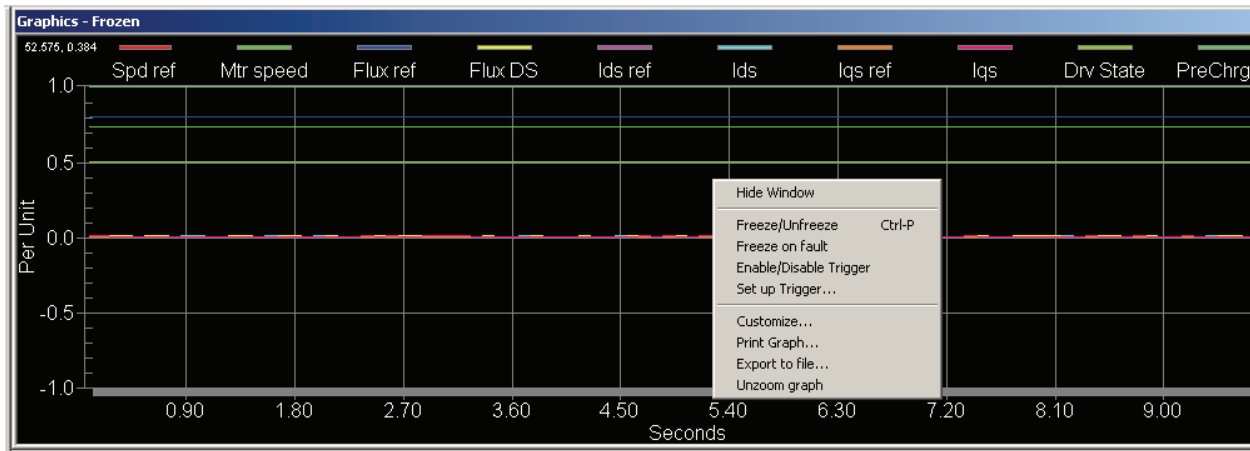 Graphics - Frozen
52.575, 0.384
Spd ref Mtr speed Flux ref Flux DS Ids ref Ids Iqs ref Iqs Drv State PreChrg
1.0
0.5
0.0
-0.5
-1.0
Per Unit
Hide Window
Freeze/Unfreeze Ctrl-P
Freeze on fault
Enable/Disable Trigger
Set up Trigger...
Customize...
Print Graph...
Export to file...
Unzoom graph
0.90 1.80 2.70 3.60 4.50 5.40 6.30 7.20 8.10 9.00
Seconds